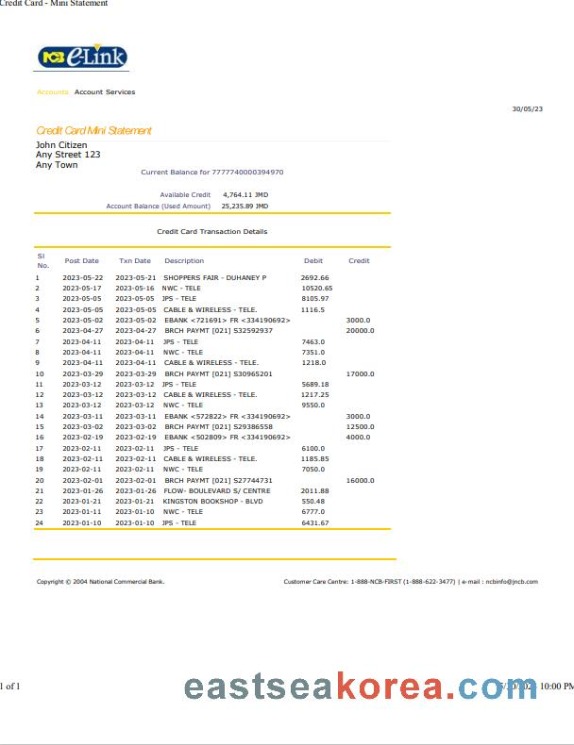 Credit Card - Mini Statement
NCB e-Link
Accounts Account Services
30/05/23
Credit Card Mini Statement
John Citizen
Any Street 123
Any Town
Current Balance for 7777740000394970
Available Credit 4,764.11 JMD
Account Balance (Used Amount) 25,235.89 JMD
Credit Card Transaction Details
Sl No. Post Date Txn Date Description Debit Credit
1 2023-05-22 2023-05-21 SHOPPERS FAIR - DUHANEY P 2692.66
2 2023-05-17 2023-05-16 NWC - TELE 10520.65
3 2023-05-05 2023-05-05 JPS - TELE 8105.97
4 2023-05-05 2023-05-05 CABLE & WIRELESS - TELE. 1116.5
5 2023-05-02 2023-05-02 EBANK <721691> FR <334190692> 3000.0
6 2023-04-27 2023-04-27 BRCH PAYMT [021] S32592937 20000.0
7 2023-04-11 2023-04-11 JPS - TELE 7463.0
8 2023-04-11 2023-04-11 NWC - TELE 7351.0
9 2023-04-11 2023-04-11 CABLE & WIRELESS - TELE. 1218.0
10 2023-03-29 2023-03-29 BRCH PAYMT [021] S30965201 17000.0
11 2023-03-12 2023-03-12 JPS - TELE 5689.18
12 2023-03-12 2023-03-12 CABLE & WIRELESS - TELE. 1217.25
13 2023-03-12 2023-03-12 NWC - TELE 9550.0
14 2023-03-11 2023-03-11 EBANK <572822> FR <334190692> 3000.0
15 2023-03-02 2023-03-02 BRCH PAYMT [021] S29386558 12500.0
16 2023-02-19 2023-02-19 EBANK <502809> FR <334190692> 4000.0
17 2023-02-11 2023-02-11 JPS - TELE 6100.0
18 2023-02-11 2023-02-11 CABLE & WIRELESS - TELE. 1185.85
19 2023-02-11 2023-02-11 NWC - TELE 7050.0
20 2023-02-01 2023-02-01 BRCH PAYMT [021] S27744731 16000.0
21 2023-01-26 2023-01-26 FLOW- BOULEVARD S/ CENTRE 2011.88
22 2023-01-21 2023-01-21 KINGSTON BOOKSHOP - BLVD 550.48
23 2023-01-11 2023-01-10 NWC - TELE 6777.0
24 2023-01-10 2023-01-10 JPS - TELE 6431.67
Copyright © 2004 National Commercial Bank. Customer Care Centre: 1-888-NCB-FIRST (1-888-622-3477) | e-mail : ncbinfo@jncb.com
1 of 1 10:00 PM
eastseakorea.com